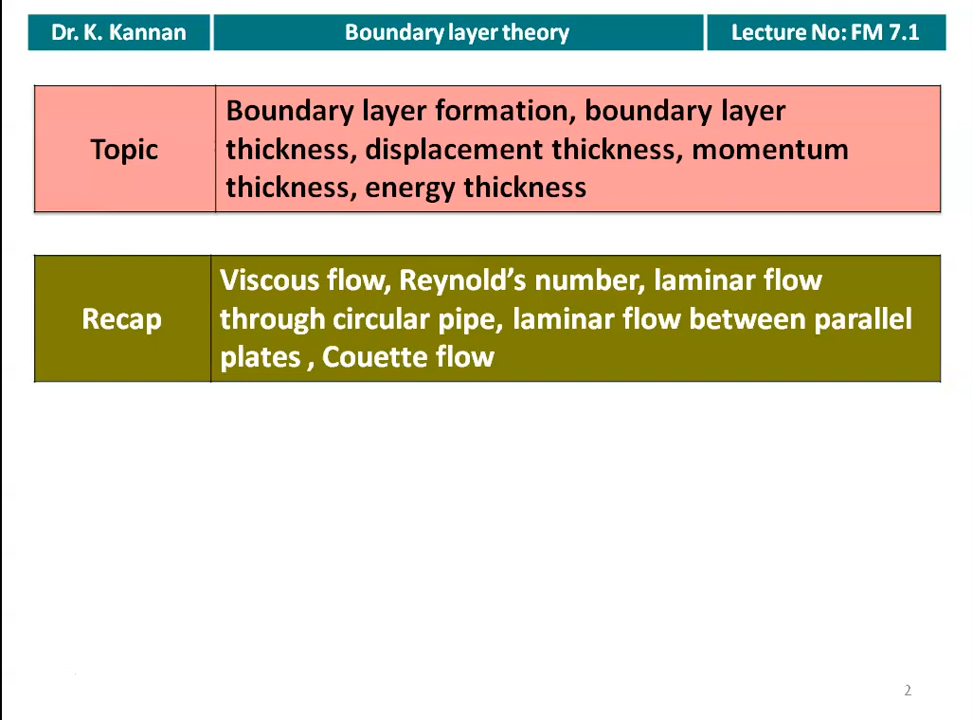 Dr. K. Kannan
Boundary layer theory
Lecture No: FM 7.1
Topic
Boundary layer formation, boundary layer
thickness, displacement thickness, momentum
thickness, energy thickness
Recap
Viscous flow, Reynold’s number, laminar flow
through circular pipe, laminar flow between parallel
plates , Couette flow
2